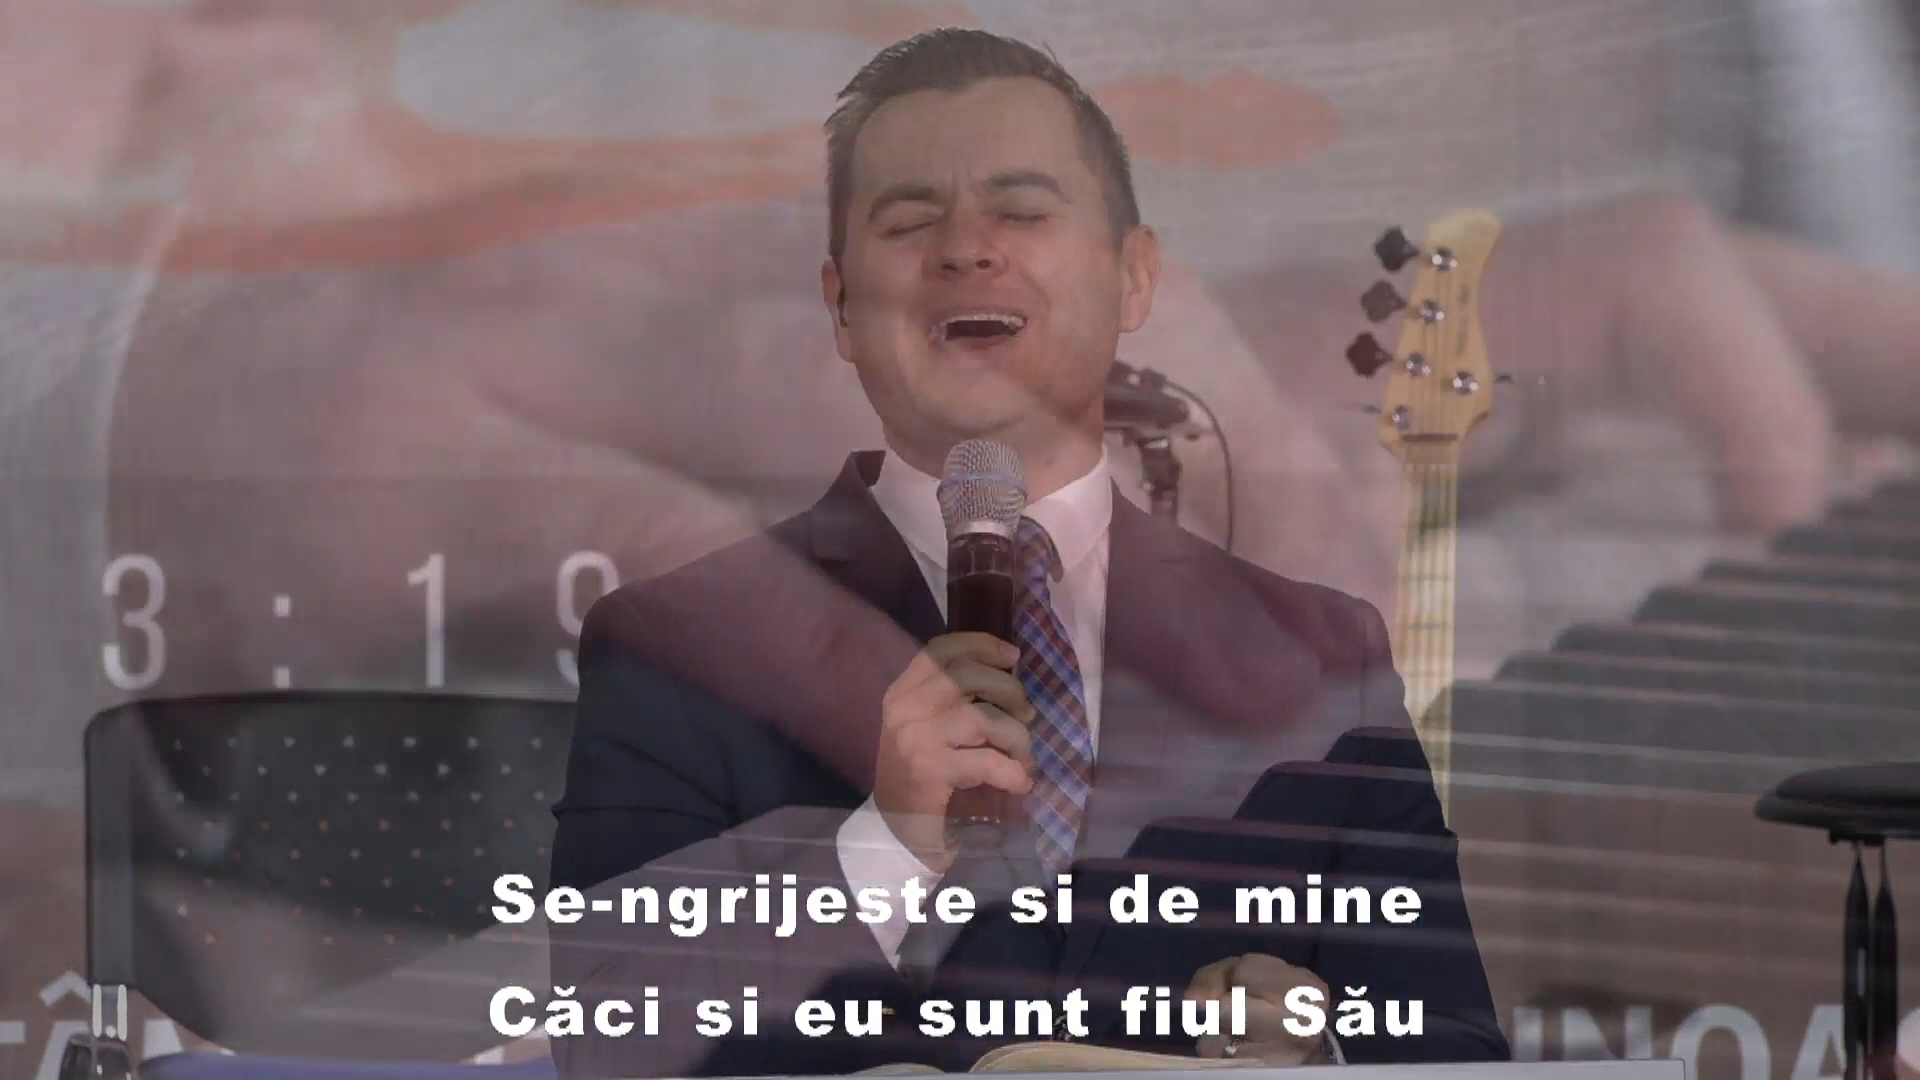 3 : 19
Se-ngrijeste si de mine
Căci si eu sunt fiul Său